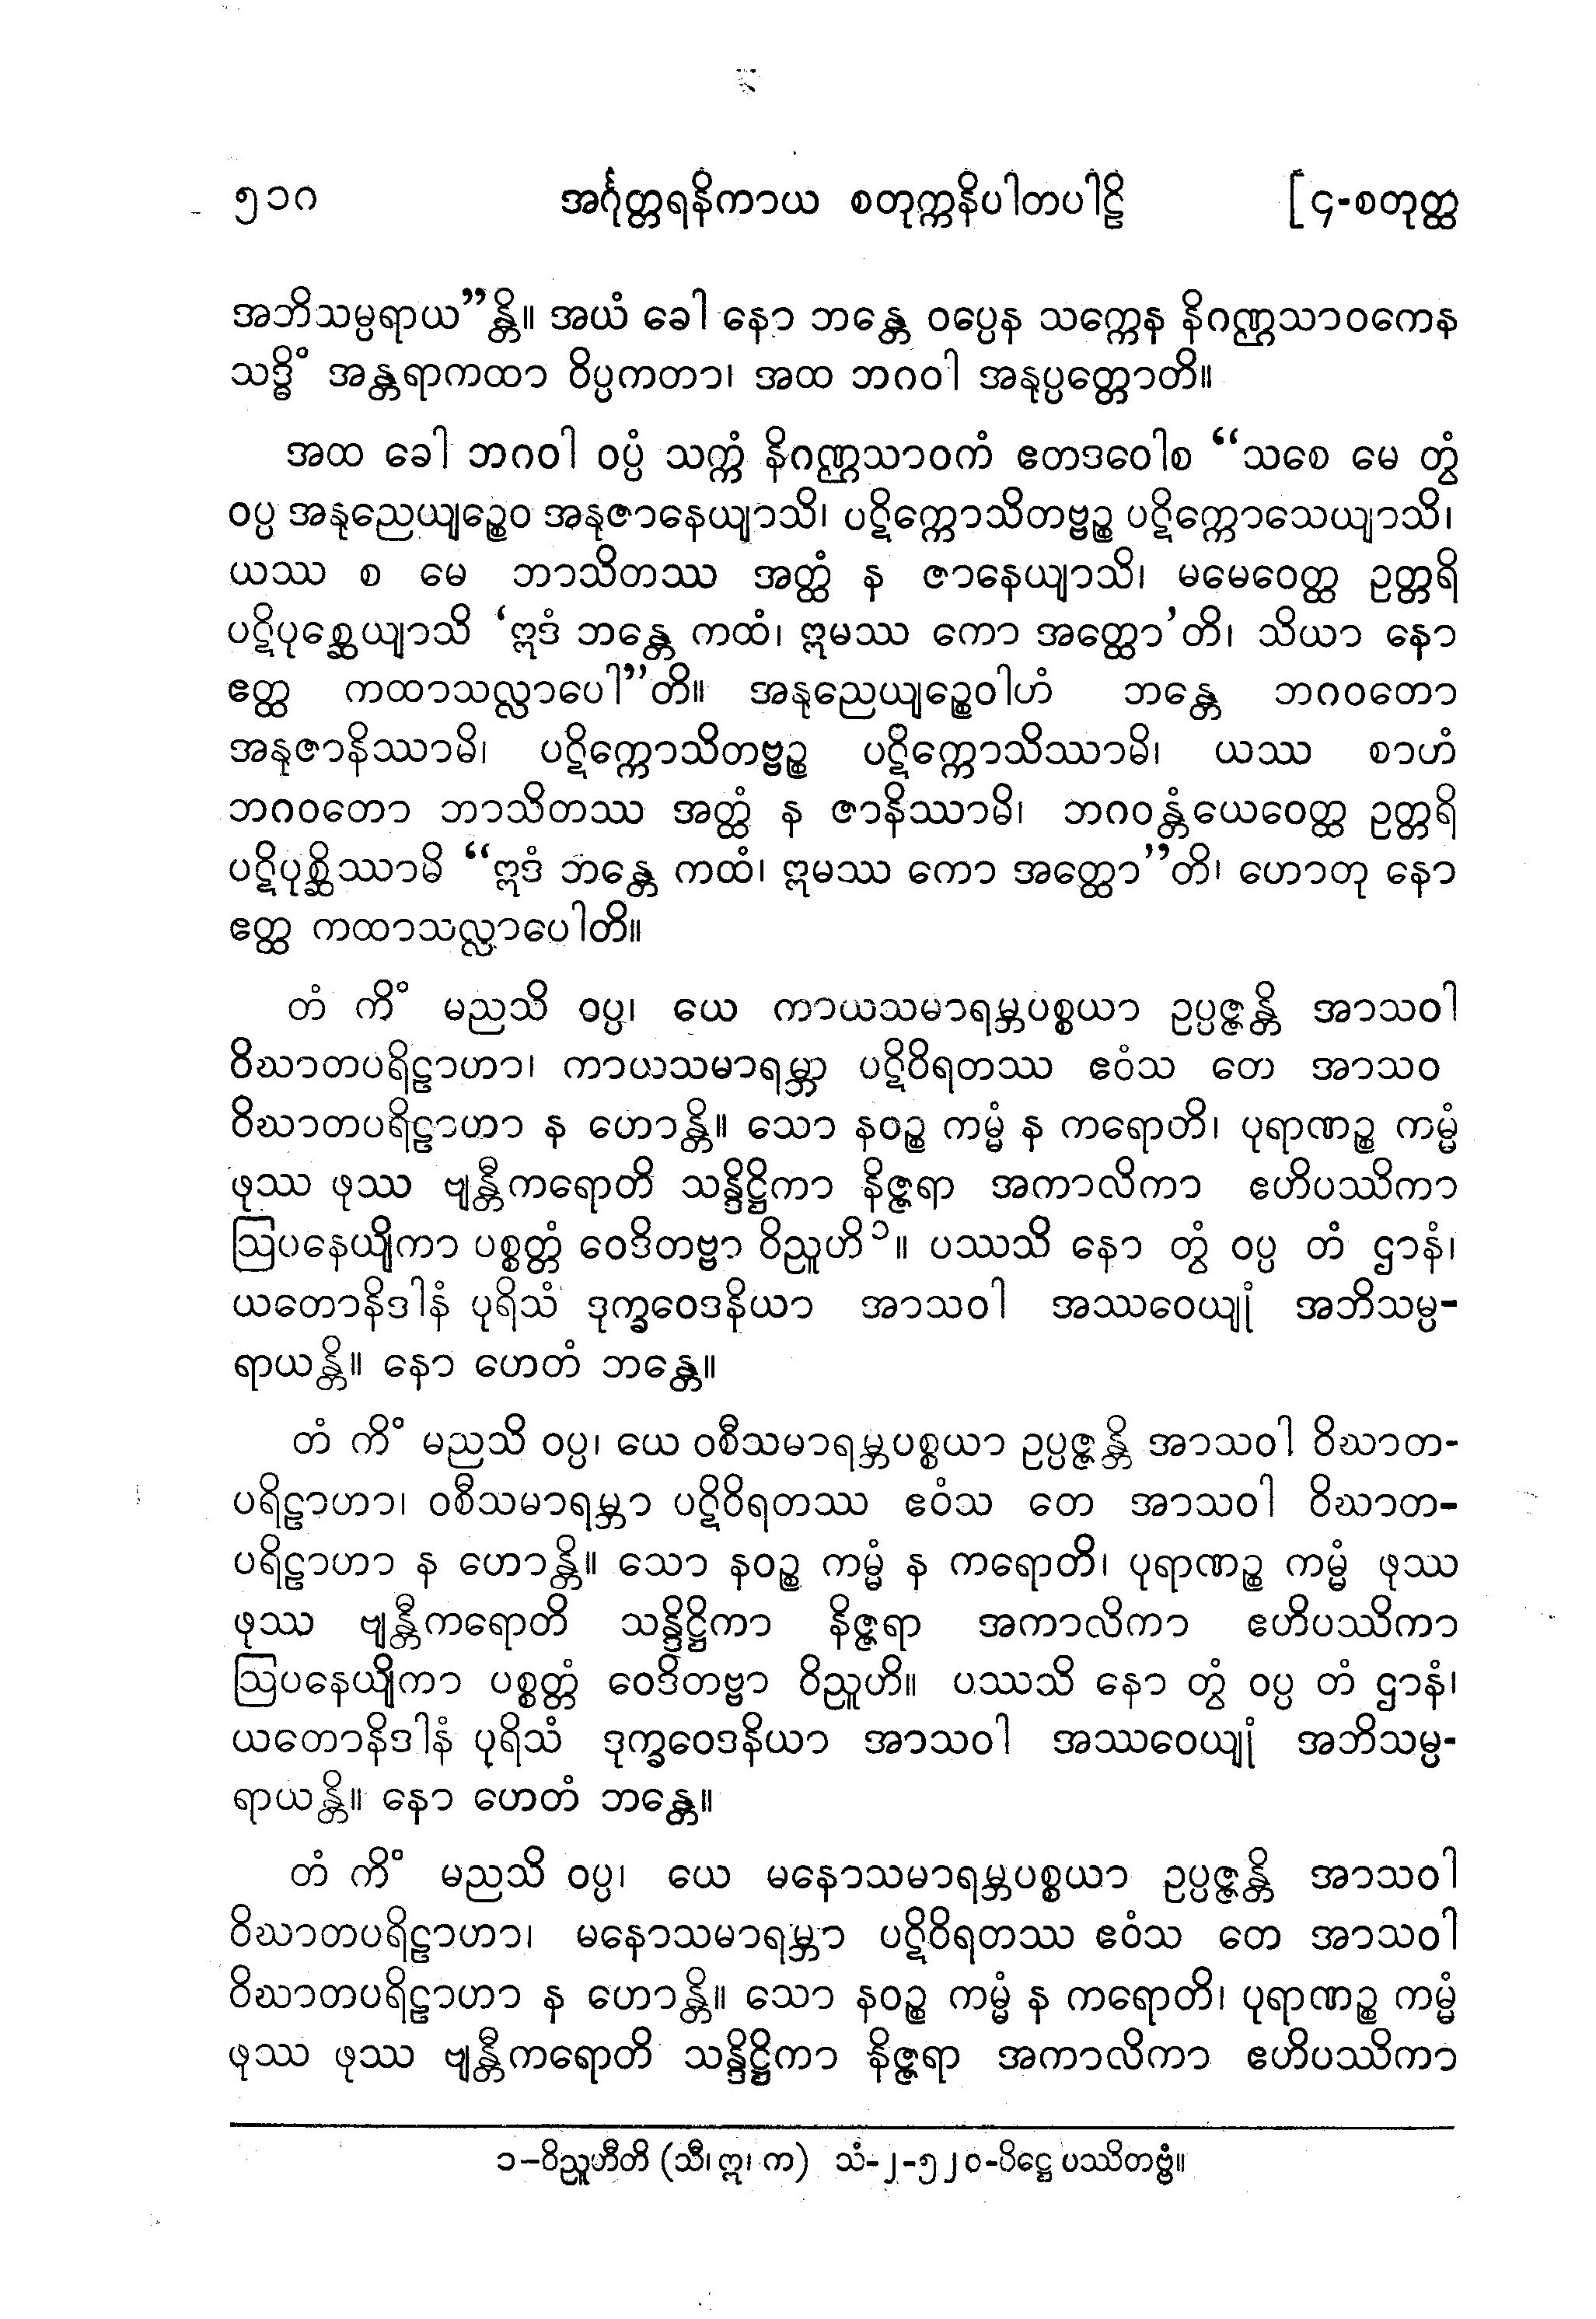 ၅၁၈ အင်္ဂုတ္တရနိကာယ စတုက္ကနိပါတပါဠိ [ ၄-စတုတ္ထ
အဘိသမ္ပရာယ”န္တိ။ အယံ ခေါ နော ဘန္တေ ဝပ္ပေန သက္ကေန နိဂဏ္ဌသာဝကေန
သဒ္ဓိံ အန္တရာကထာ ဝိပ္ပကတာ၊ အထ ဘဂဝါ အနုပ္ပတ္တောတိ။
အထ ခေါ ဘဂဝါ ဝပ္ပံ သက္ကံ နိဂဏ္ဌသာဝကံ ဧတဒဝေါစ “သစေ မေ တွံ
ဝပ္ပ အနုညေယျဉ္စေဝ အနုဇာနေယျာသိ၊ ပဋိက္ကောသိတဗ္ဗဉ္စ ပဋိက္ကောသေယျာသိ၊
ယဿ စ မေ ဘာသိတဿ အတ္ထံ န ဇာနေယျာသိ၊ မမေဝေတ္ထ ဥတ္တရိ
ပဋိပုစ္ဆေယျာသိ ‘ဣဒံ ဘန္တေ ကထံ၊ ဣမဿ ကော အတ္ထော’တိ၊ သိယာ နော
ဧတ္ထ ကထာသလ္လာပေါ”တိ။ အနုညေယျဉ္စေဝါဟံ ဘန္တေ ဘဂဝတော
အနုဇာနိဿာမိ၊ ပဋိက္ကောသိတဗ္ဗဉ္စ ပဋိက္ကောသိဿာမိ၊ ယဿ စာဟံ
ဘဂဝတော ဘာသိတဿ အတ္ထံ န ဇာနိဿာမိ၊ ဘဂဝန္တံယေဝေတ္ထ ဥတ္တရိ
ပဋိပုစ္ဆိဿာမိ “ဣဒံ ဘန္တေ ကထံ၊ ဣမဿ ကော အတ္ထော”တိ၊ ဟောတု နော
ဧတ္ထ ကထာသလ္လာပေါတိ။
တံ ကိံ မညသိ ဝပ္ပ၊ ယေ ကာယသမာရမ္ဘပစ္စယာ ဥပ္ပဇ္ဇန္တိ အာသဝါ
ဝိဃာတပရိဠာဟာ၊ ကာယသမာရမ္ဘာ ပဋိဝိရတဿ ဧဝံသ တေ အာသဝ
ဝိဃာတပရိဠာဟာ န ဟောန္တိ။ သော နဝဉ္စ ကမ္မံ န ကရောတိ၊ ပုရာဏဉ္စ ကမ္မံ
ဖုဿ ဖုဿ ဗျန္တီကရောတိ သန္ဒိဋ္ဌိကာ နိဇ္ဇရာ အကာလိကာ ဧဟိပဿိကာ
ဩပနေယျိကာ ပစ္စတ္တံ ဝေဒိတဗ္ဗာ ဝိညူဟိ၁။ ပဿသိ နော တွံ ဝပ္ပ တံ ဌာနံ၊
ယတောနိဒါနံ ပုရိသံ ဒုက္ခဝေဒနိယာ အာသဝါ အဿဝေယျုံ အဘိသမ္ပ-
ရာယန္တိ။ နော ဟေတံ ဘန္တေ။
တံ ကိံ မညသိ ဝပ္ပ၊ ယေ ဝစီသမာရမ္ဘပစ္စယာ ဥပ္ပဇ္ဇန္တိ အာသဝါ ဝိဃာတ-
ပရိဠာဟာ၊ ဝစီသမာရမ္ဘာ ပဋိဝိရတဿ ဧဝံသ တေ အာသဝါ ဝိဃာတ-
ပရိဠာဟာ န ဟောန္တိ။ သော နဝဉ္စ ကမ္မံ န ကရောတိ၊ ပုရာဏဉ္စ ကမ္မံ ဖုဿ
ဖုဿ ဗျန္တီကရောတိ သန္ဒိဋ္ဌိကာ နိဇ္ဇရာ အကာလိကာ ဧဟိပဿိကာ
ဩပနေယျိကာ ပစ္စတ္တံ ဝေဒိတဗ္ဗာ ဝိညူဟိ။ ပဿသိ နော တွံ ဝပ္ပ တံ ဌာနံ၊
ယတောနိဒါနံ ပုရိသံ ဒုက္ခဝေဒနိယာ အာသဝါ အဿဝေယျုံ အဘိသမ္ပ-
ရာယန္တိ။ နော ဟေတံ ဘန္တေ။
တံ ကိံ မညသိ ဝပ္ပ၊ ယေ မနောသမာရမ္ဘပစ္စယာ ဥပ္ပဇ္ဇန္တိ အာသဝါ
ဝိဃာတပရိဠာဟာ၊ မနောသမာရမ္ဘာ ပဋိဝိရတဿ ဧဝံသ တေ အာသဝါ
ဝိဃာတပရိဠာဟာ န ဟောန္တိ။ သော နဝဉ္စ ကမ္မံ န ကရောတိ၊ ပုရာဏဉ္စ ကမ္မံ
ဖုဿ ဖုဿ ဗျန္တီကရောတိ သန္ဒိဋ္ဌိကာ နိဇ္ဇရာ အကာလိကာ ဧဟိပဿိကာ
၁-ဝိညူဟီတိ (သီ၊ ဣ၊ က) သံ-၂-၅၂၀-ပိဋ္ဌေ ပဿိတဗ္ဗံ။